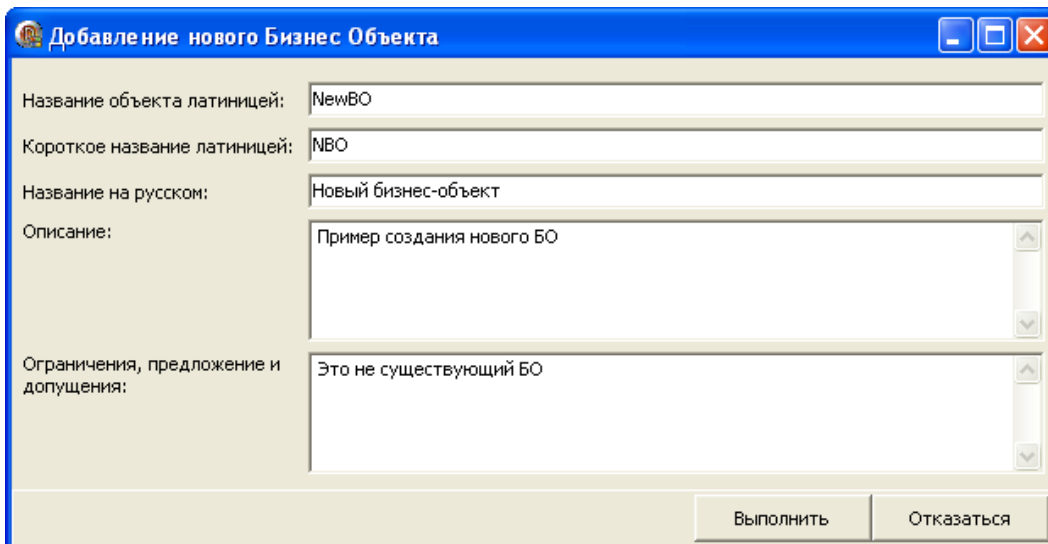 Добавление нового Бизнес Объекта
Название объекта латиницей: NewBO
Короткое название латиницей: NBO
Название на русском: Новый бизнес-объект
Описание: Пример создания нового БО
Ограничения, предложение и Это не существующий БО
допущения:
Выполнить Отказаться